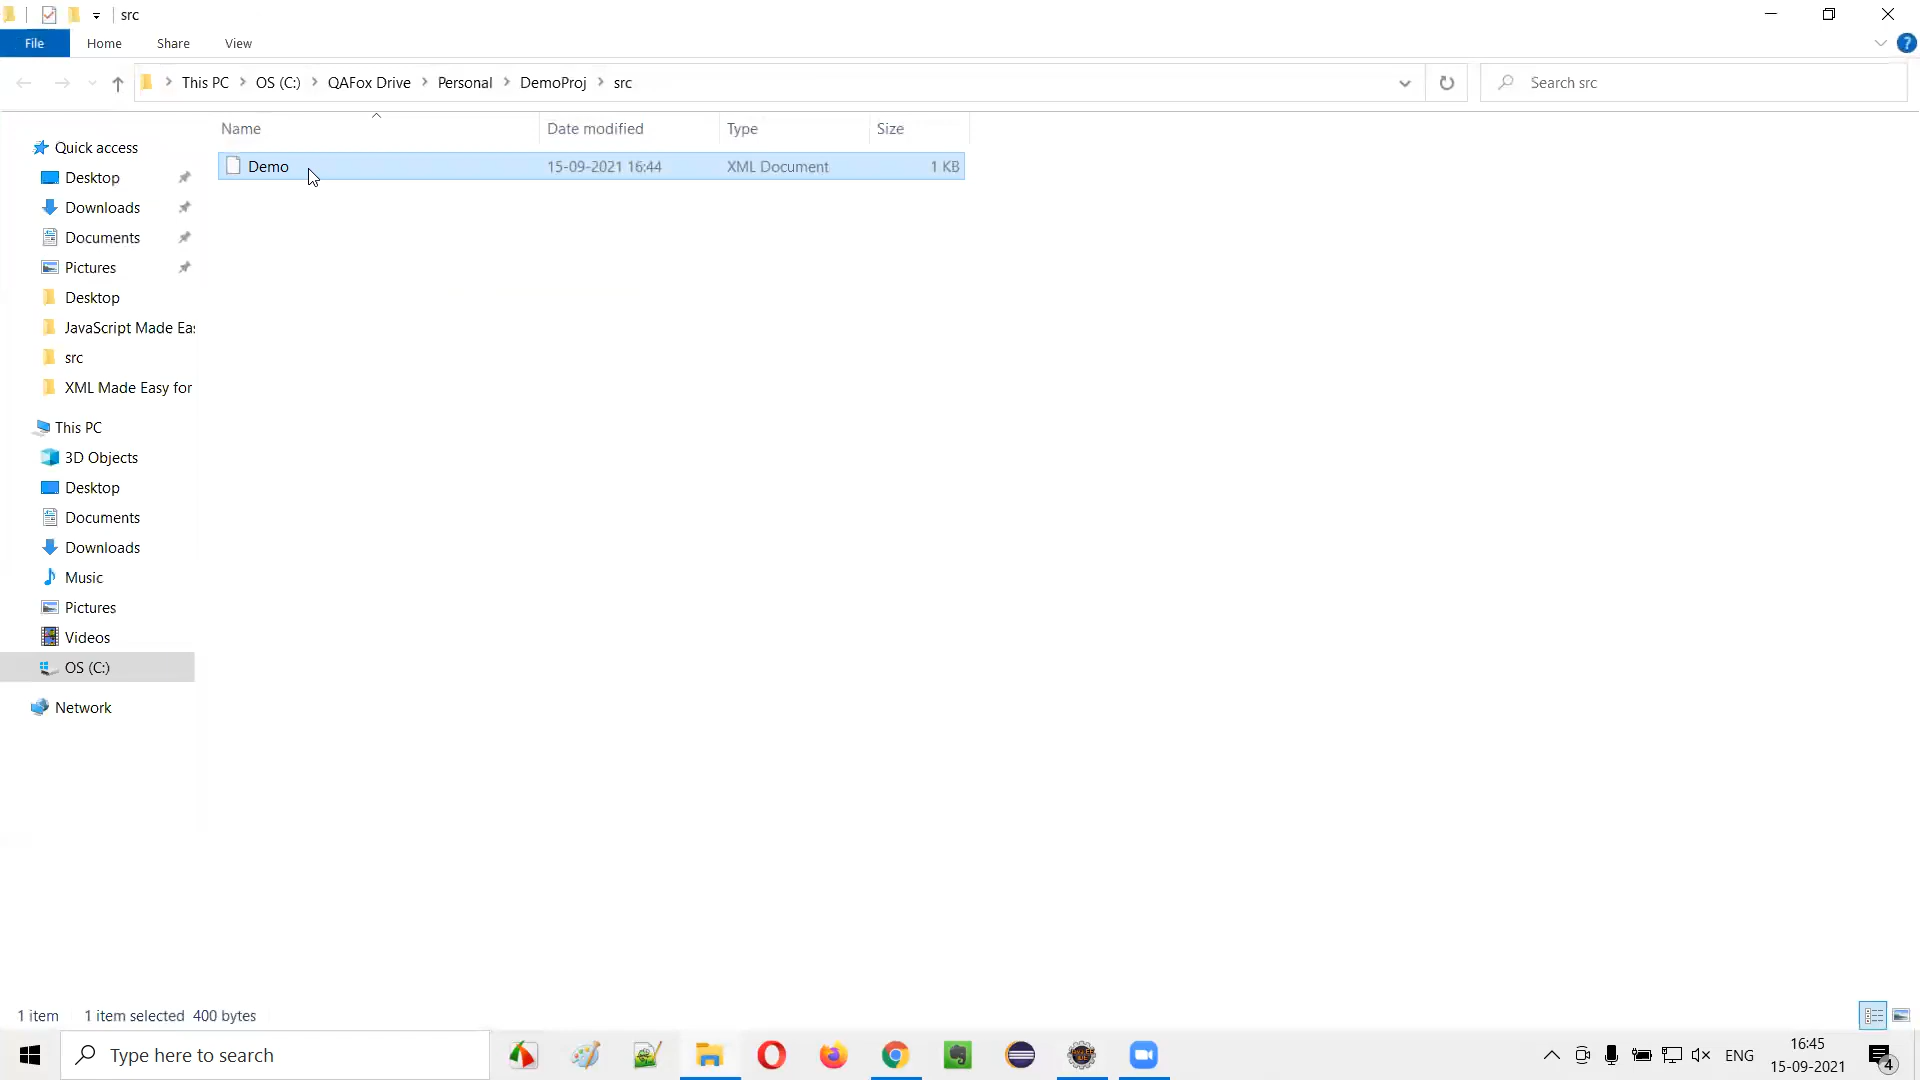 src
File Home Share View
This PC OS (C:) QAFox Drive Personal DemoProj src
Search src
Name Date modified Type Size
Demo 15-09-2021 16:44 XML Document 1 KB
Quick access
Desktop
Downloads
Documents
Pictures
Desktop
JavaScript Made Eas
src
XML Made Easy for
This PC
3D Objects
Desktop
Documents
Downloads
Music
Pictures
Videos
OS (C:)
Network
1 item 1 item selected 400 bytes
Type here to search
ENG
16:45
15-09-2021
4